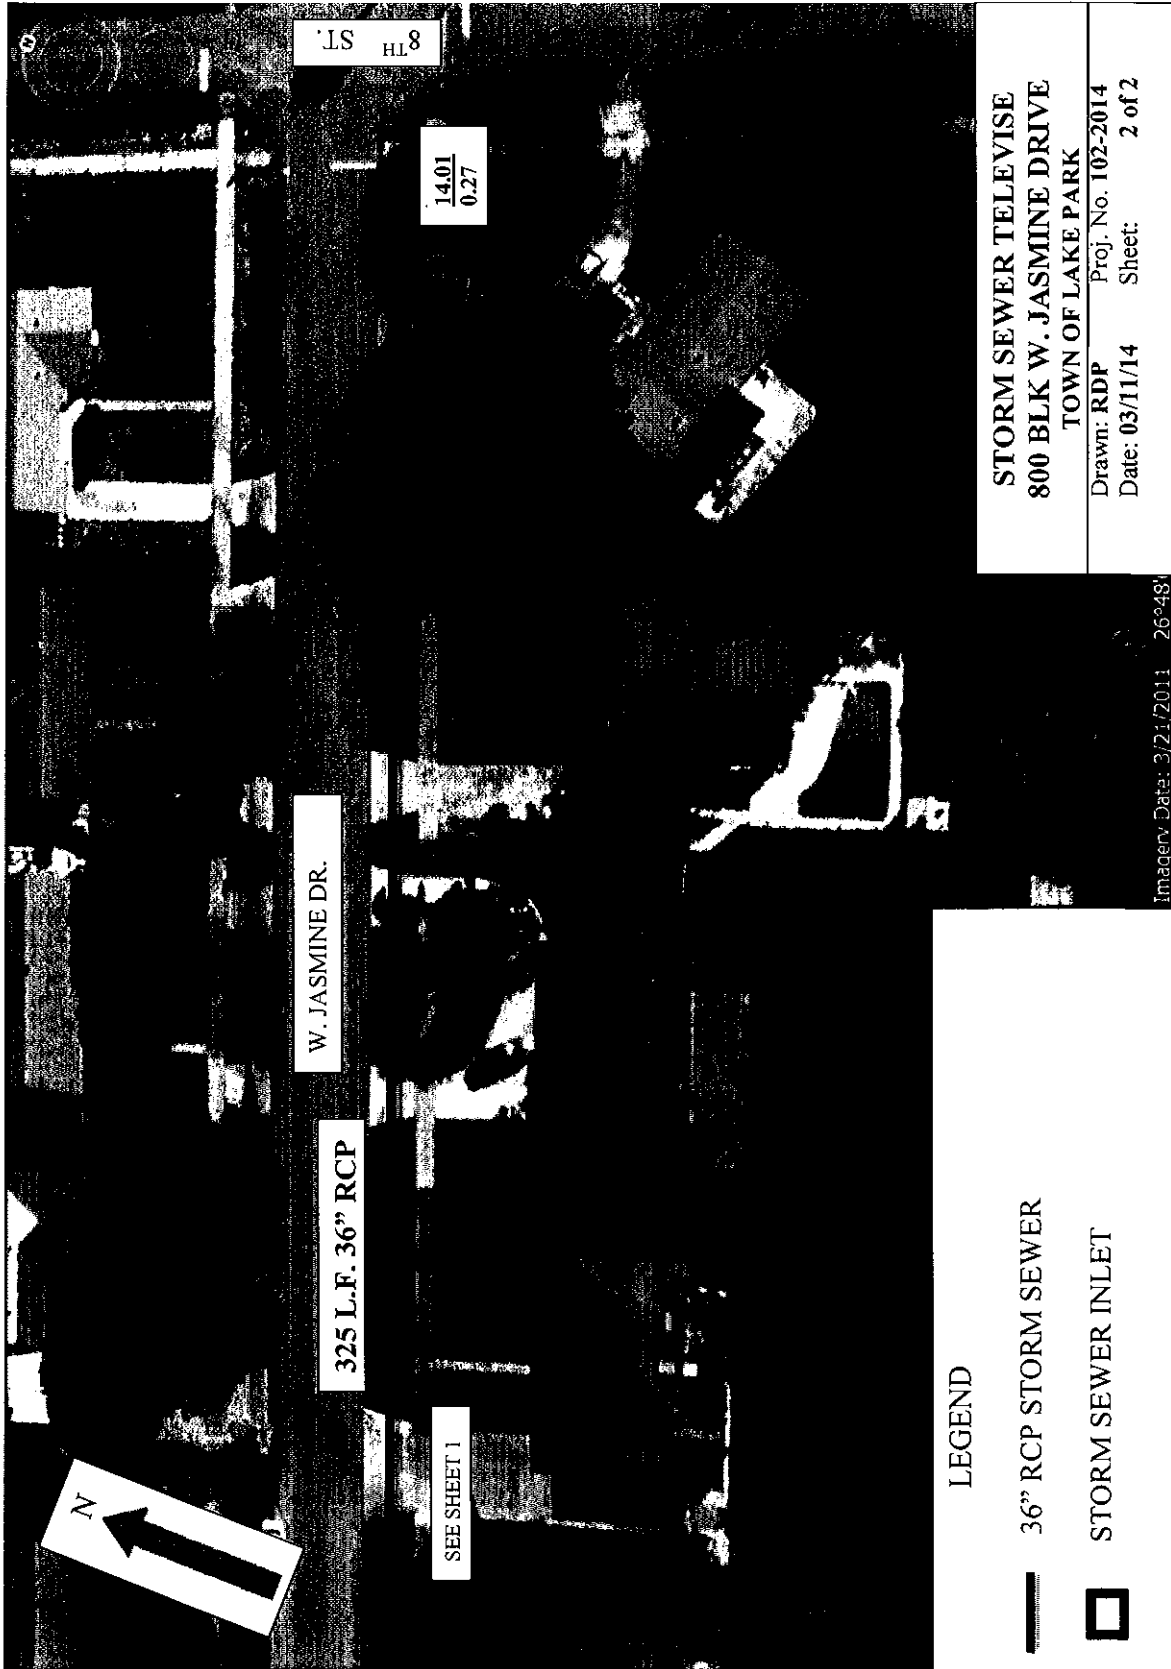 8TH
ST.
14.01
0.27
W. JASMINE DR.
325 L.F. 36” RCP
SEE SHEET 1
N
LEGEND
36” RCP STORM SEWER
STORM SEWER INLET
Imagery Date: 3/21/2011 26°48'
STORM SEWER TELEVISE
800 BLK W. JASMINE DRIVE
TOWN OF LAKE PARK
Drawn: RDP Proj. No. 102-2014
Date: 03/11/14 Sheet: 2 of 2